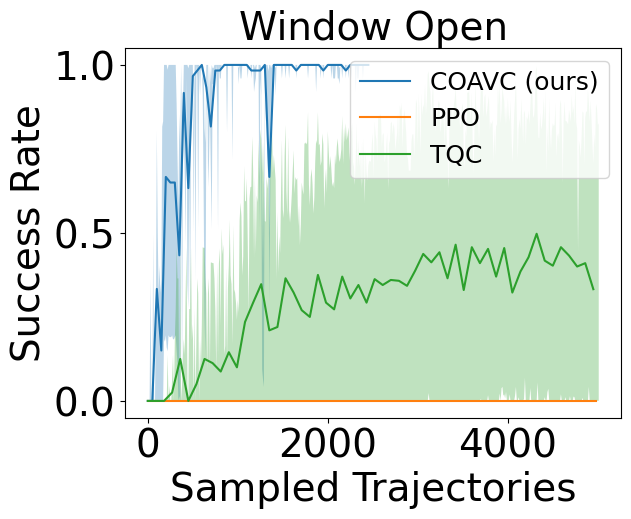 Window Open
Success Rate
1.0
0.5
0.0
COAVC (ours)
PPO
TQC
0
2000
4000
Sampled Trajectories